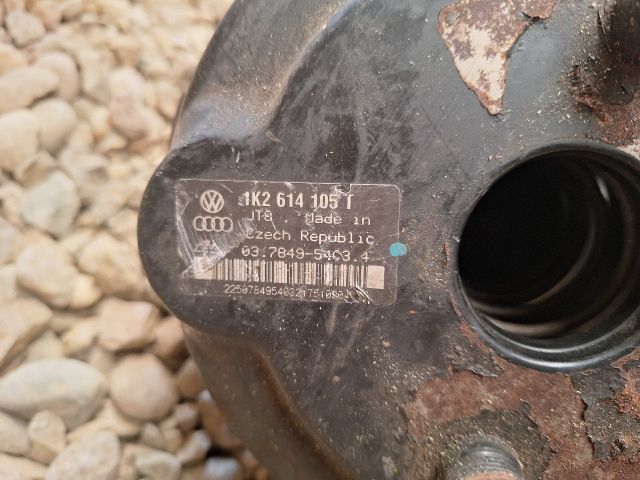 1K2 614 105 T
JT8 . Made in
Czech Republic
03.7849-5403.4